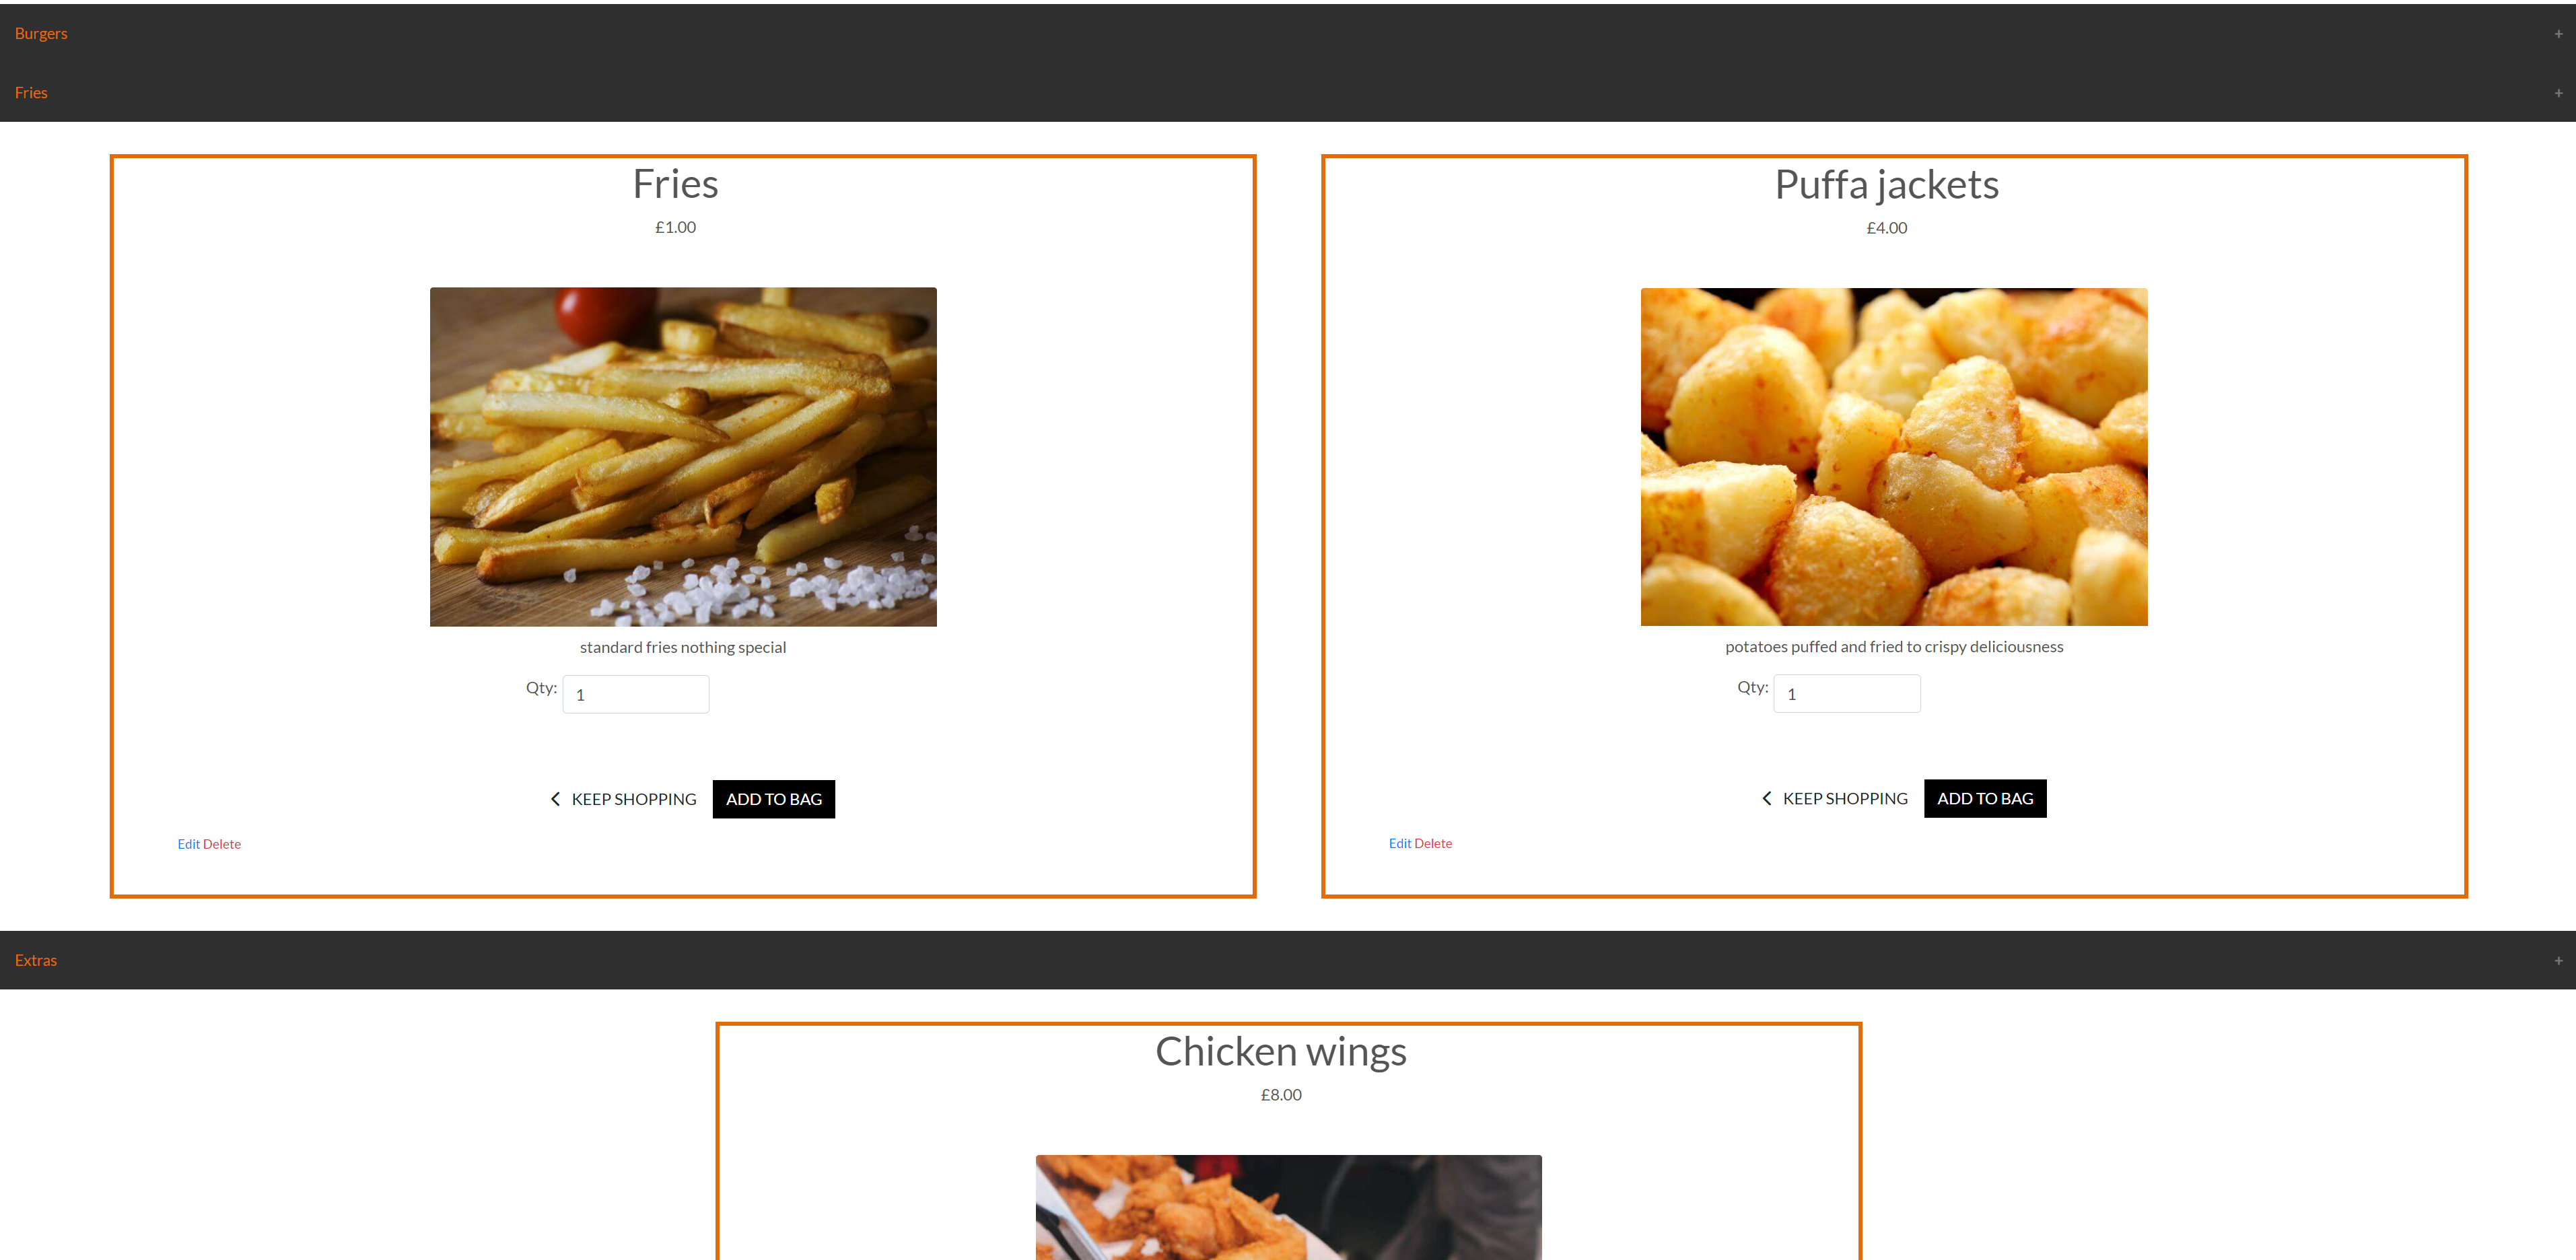 Burgers +
Fries +
Fries
£1.00
standard fries nothing special
Qty: 1
KEEP SHOPPING ADD TO BAG
Edit Delete
Puffa jackets
£4.00
potatoes puffed and fried to crispy deliciousness
Qty: 1
KEEP SHOPPING ADD TO BAG
Edit Delete
Extras +
Chicken wings
£8.00